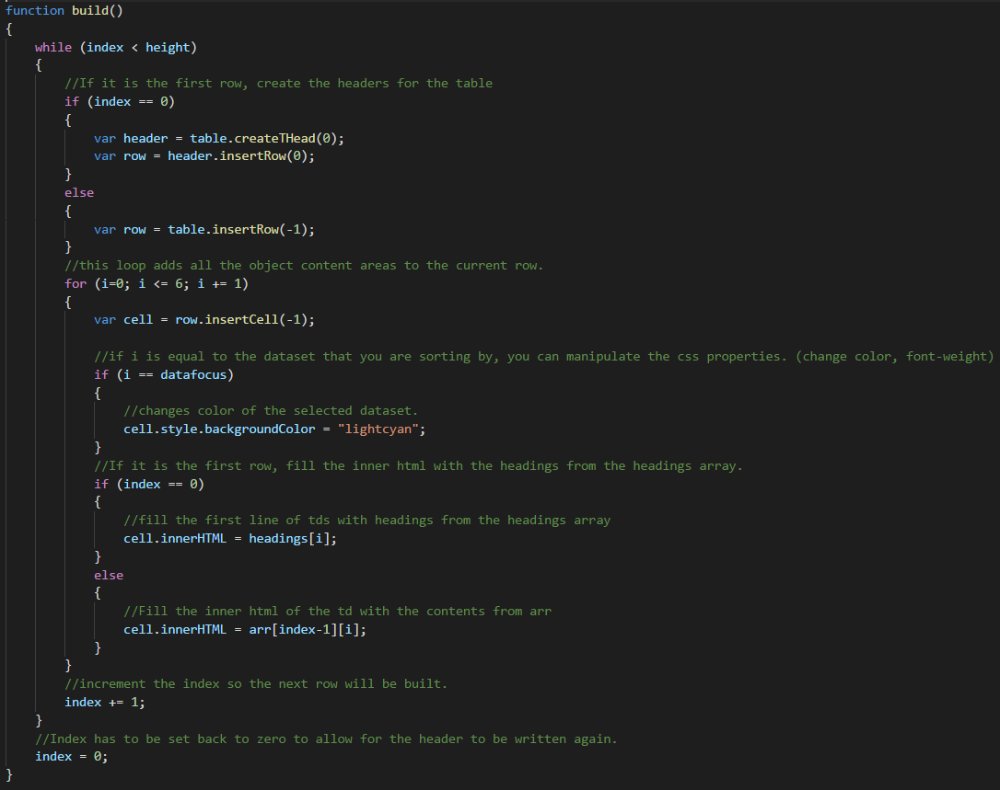 function build()
{
    while (index < height)
    {
        //If it is the first row, create the headers for the table
        if (index == 0)
        {
            var header = table.createTHead(0);
            var row = header.insertRow(0);
        }
        else
        {
            var row = table.insertRow(-1);
        }
        //this loop adds all the object content areas to the current row.
        for (i=0; i <= 6; i += 1)
        {
            var cell = row.insertCell(-1);

            //if i is equal to the dataset that you are sorting by, you can manipulate the css properties. (change color, font-weight)
            if (i == datafocus)
            {
                //changes color of the selected dataset.
                cell.style.backgroundColor = "lightcyan";
            }
            //If it is the first row, fill the inner html with the headings from the headings array.
            if (index == 0)
            {
                //fill the first line of tds with headings from the headings array
                cell.innerHTML = headings[i];
            }
            else
            {
                //Fill the inner html of the td with the contents from arr
                cell.innerHTML = arr[index-1][i];
            }
        }
        //increment the index so the next row will be built.
        index += 1;
    }
    //Index has to be set back to zero to allow for the header to be written again.
    index = 0;
}